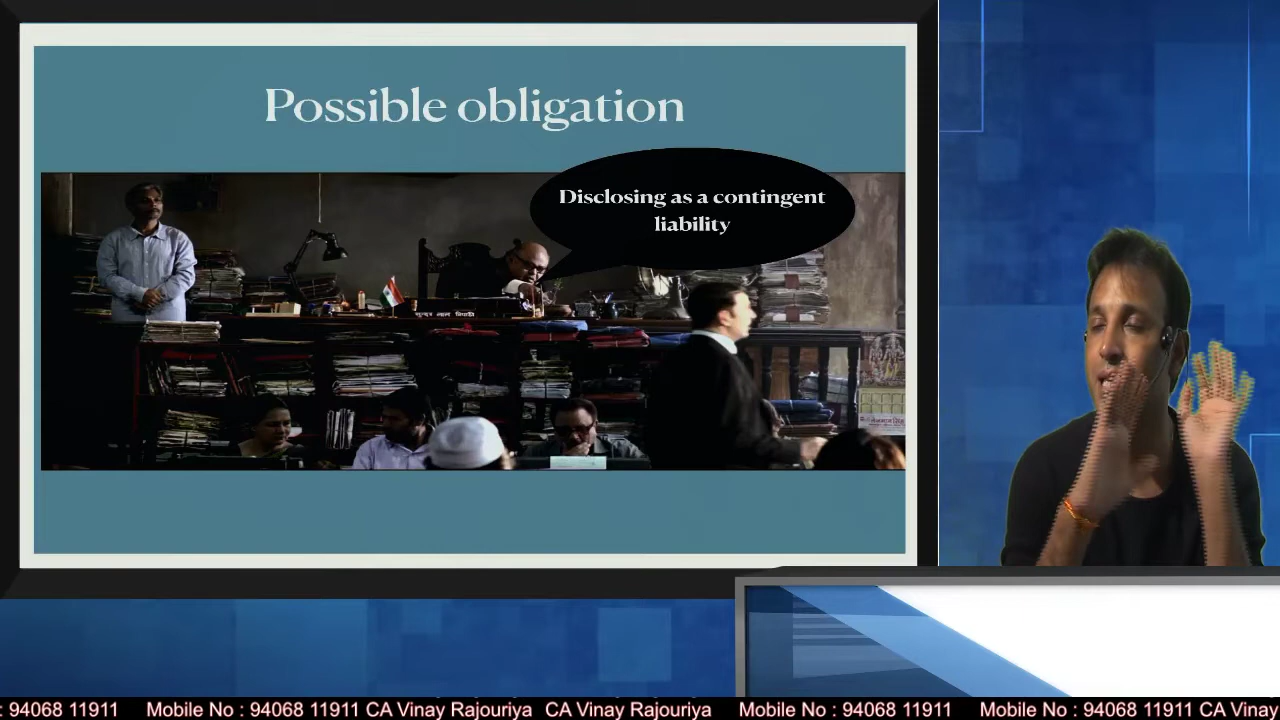 Possible obligation
Disclosing as a contingent
liability
सुन्दर लाल त्रिपाठी
: 94068 11911 Mobile No : 94068 11911 CA Vinay Rajouriya CA Vinay Rajouriya Mobile No : 94068 11911 Mobile No : 94068 11911 CA Vinay